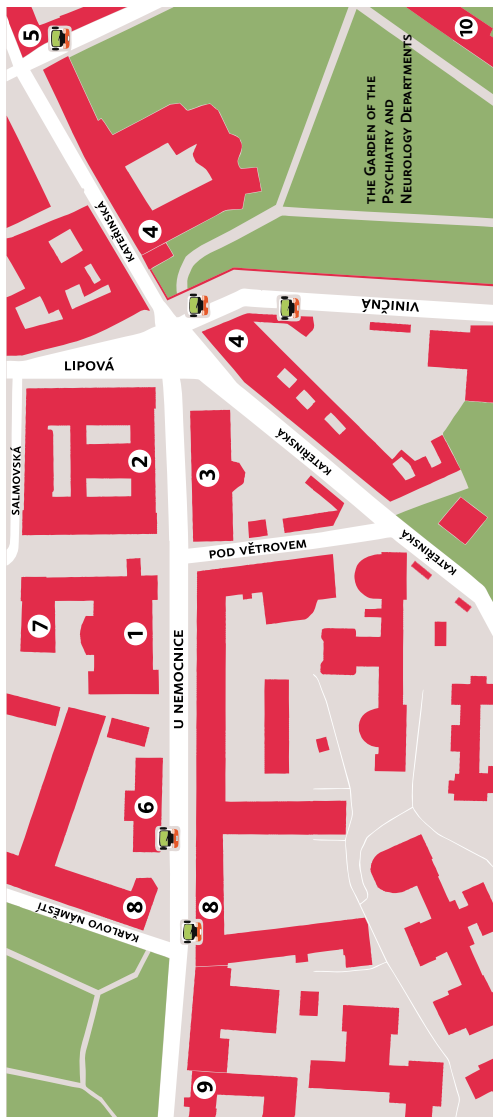 5
10
THE GARDEN OF THE
PSYCHIATRY AND
NEUROLOGY DEPARTMENTS
KATEŘINSKÁ
4
VINIČNÁ
4
LIPOVÁ
SALMOVSKÁ
2
3
KATEŘINSKÁ
POD VĚTROVEM
KATEŘINSKÁ
7
1
U NEMOCNICE
6
8
KARLOVO NÁMĚSTÍ
8
9